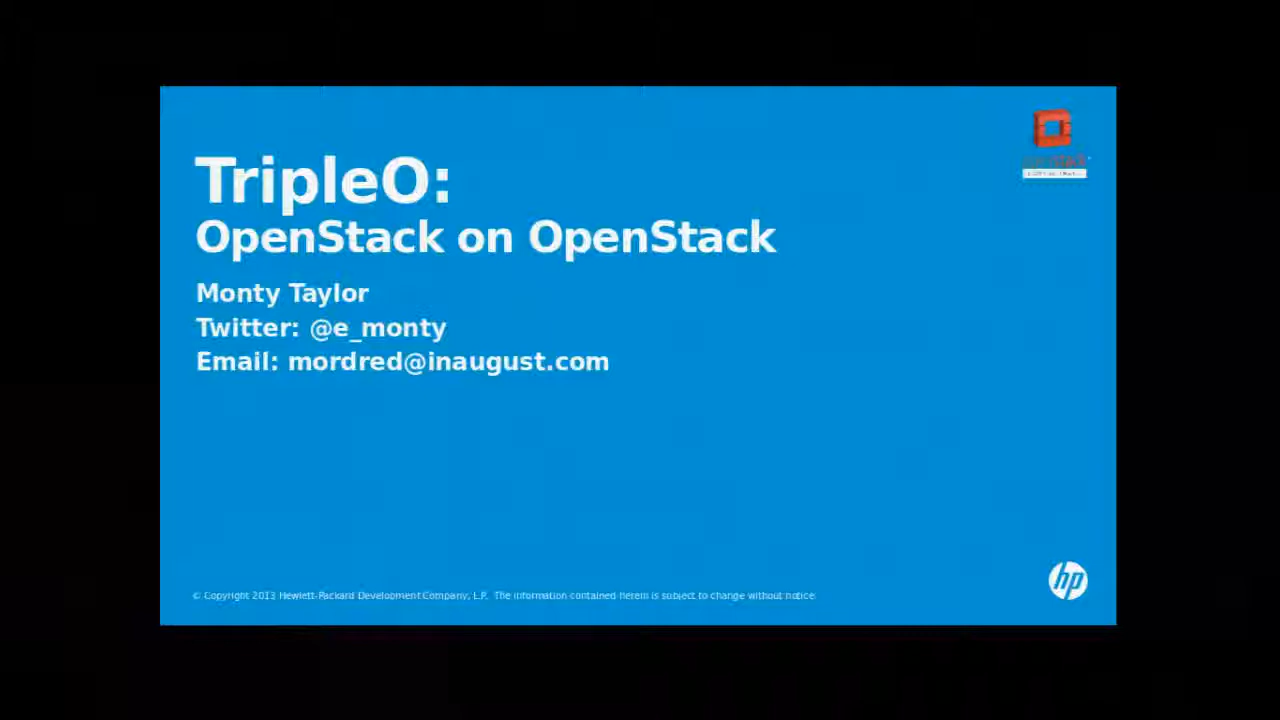 TripleO:
OpenStack on OpenStack
Monty Taylor
Twitter: @e_monty
Email: mordred@inaugust.com
openstack
hp
© Copyright 2013 Hewlett-Packard Development Company, L.P. The information contained herein is subject to change without notice.